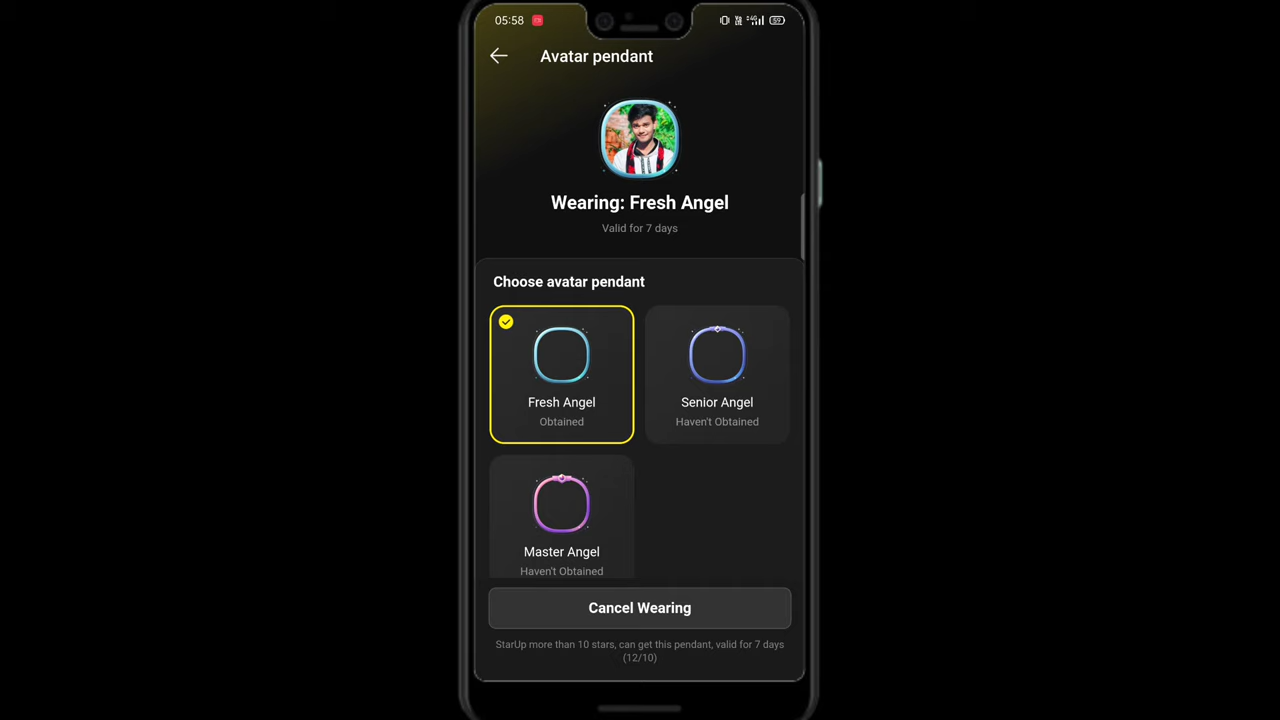 05:58
59
Avatar pendant
Wearing: Fresh Angel
Valid for 7 days
Choose avatar pendant
Fresh Angel
Obtained
Senior Angel
Haven't Obtained
Master Angel
Haven't Obtained
Cancel Wearing
StarUp more than 10 stars, can get this pendant, valid for 7 days
(12/10)